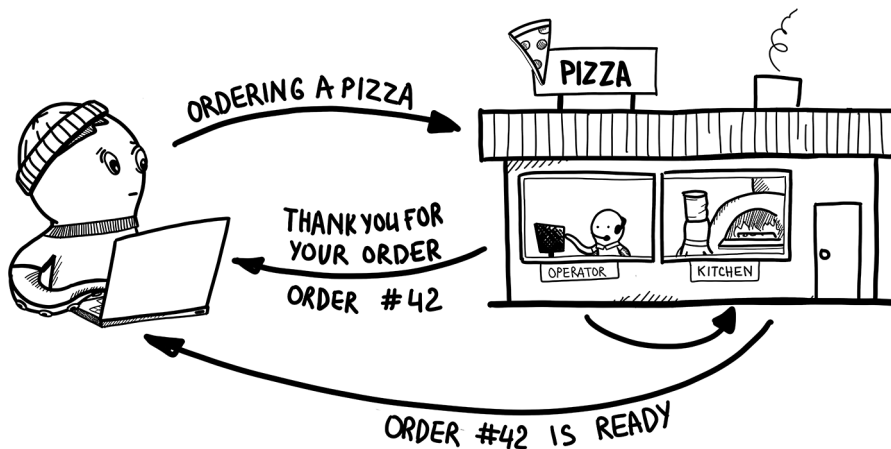 PIZZA
ORDERING A PIZZA
THANK YOU FOR
YOUR ORDER
ORDER #42
OPERATOR
KITCHEN
ORDER #42 IS READY